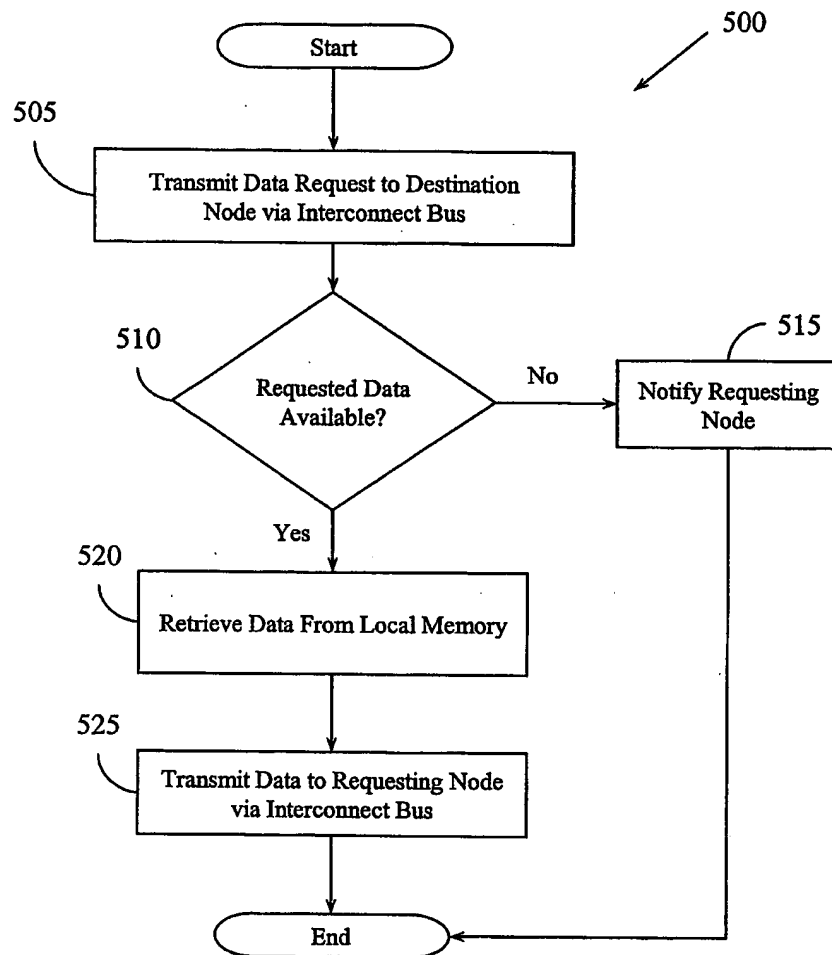 Start
500
505
Transmit Data Request to Destination
Node via Interconnect Bus
510
Requested Data
Available?
No
515
Notify Requesting
Node
Yes
520
Retrieve Data From Local Memory
525
Transmit Data to Requesting Node
via Interconnect Bus
End